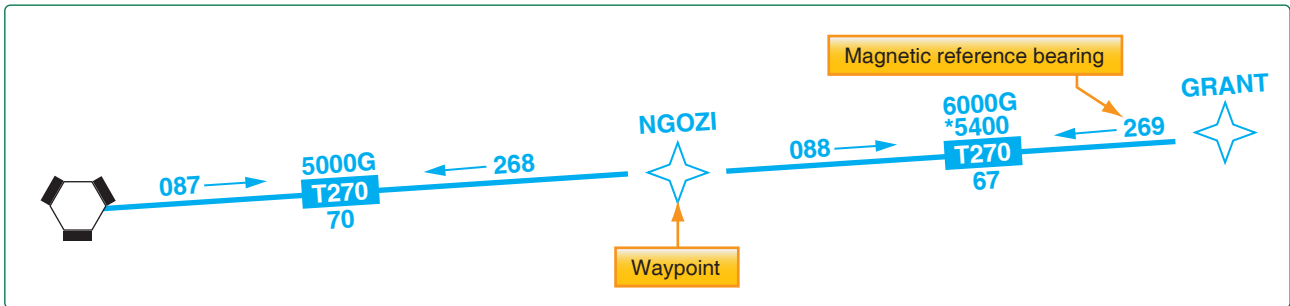 Magnetic reference bearing
GRANT
NGOZI
6000G
*5400
269
088
T270
67
5000G
268
087
T270
70
Waypoint